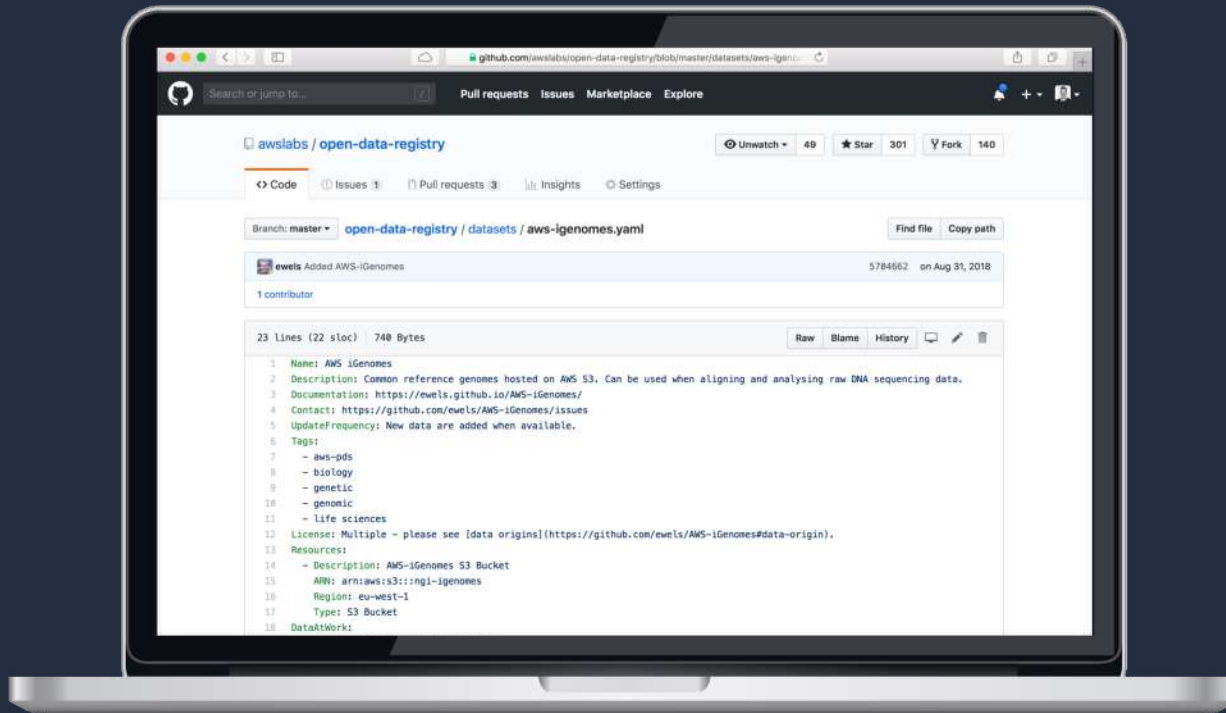 github.com/awslabs/open-data-registry/blob/master/datasets/aws-igeno
Search or jump to... /
Pull requests Issues Marketplace Explore
awslabs / open-data-registry
Unwatch 49 Star 301 Fork 140
<> Code Issues 1 Pull requests 3 Insights Settings
Branch: master open-data-registry / datasets / aws-igenomes.yaml Find file Copy path
ewels Added AWS-iGenomes 5784662 on Aug 31, 2018
1 contributor
23 lines (22 sloc) 740 Bytes Raw Blame History
1 Name: AWS iGenomes
2 Description: Common reference genomes hosted on AWS S3. Can be used when aligning and analysing raw DNA sequencing data.
3 Documentation: https://ewels.github.io/AWS-iGenomes/
4 Contact: https://github.com/ewels/AWS-iGenomes/issues
5 UpdateFrequency: New data are added when available.
6 Tags:
7 - aws-pds
8 - biology
9 - genetic
10 - genomic
11 - life sciences
12 License: Multiple - please see [data origins](https://github.com/ewels/AWS-iGenomes#data-origin).
13 Resources:
14 - Description: AWS-iGenomes S3 Bucket
15 ARN: arn:aws:s3:::ngi-igenomes
16 Region: eu-west-1
17 Type: S3 Bucket
18 DataAtWork: